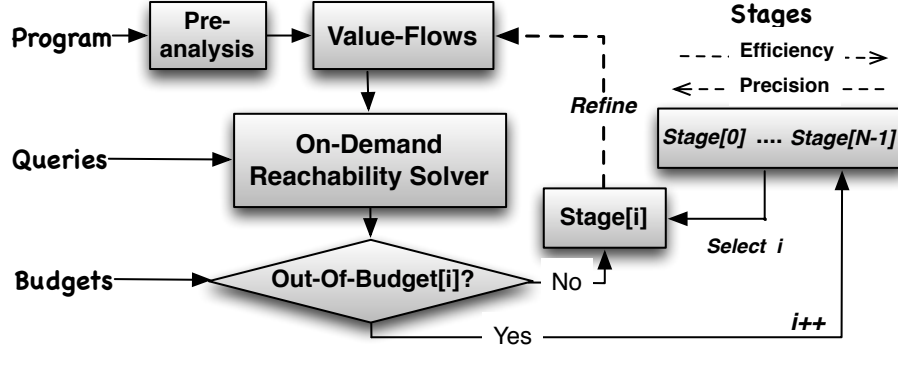 Program
Pre-
analysis
Value-Flows
Stages
Efficiency
Precision
Refine
Stage[0] .... Stage[N-1]
Queries
On-Demand
Reachability Solver
Stage[i]
Select i
Budgets
Out-Of-Budget[i]?
No
Yes
i++